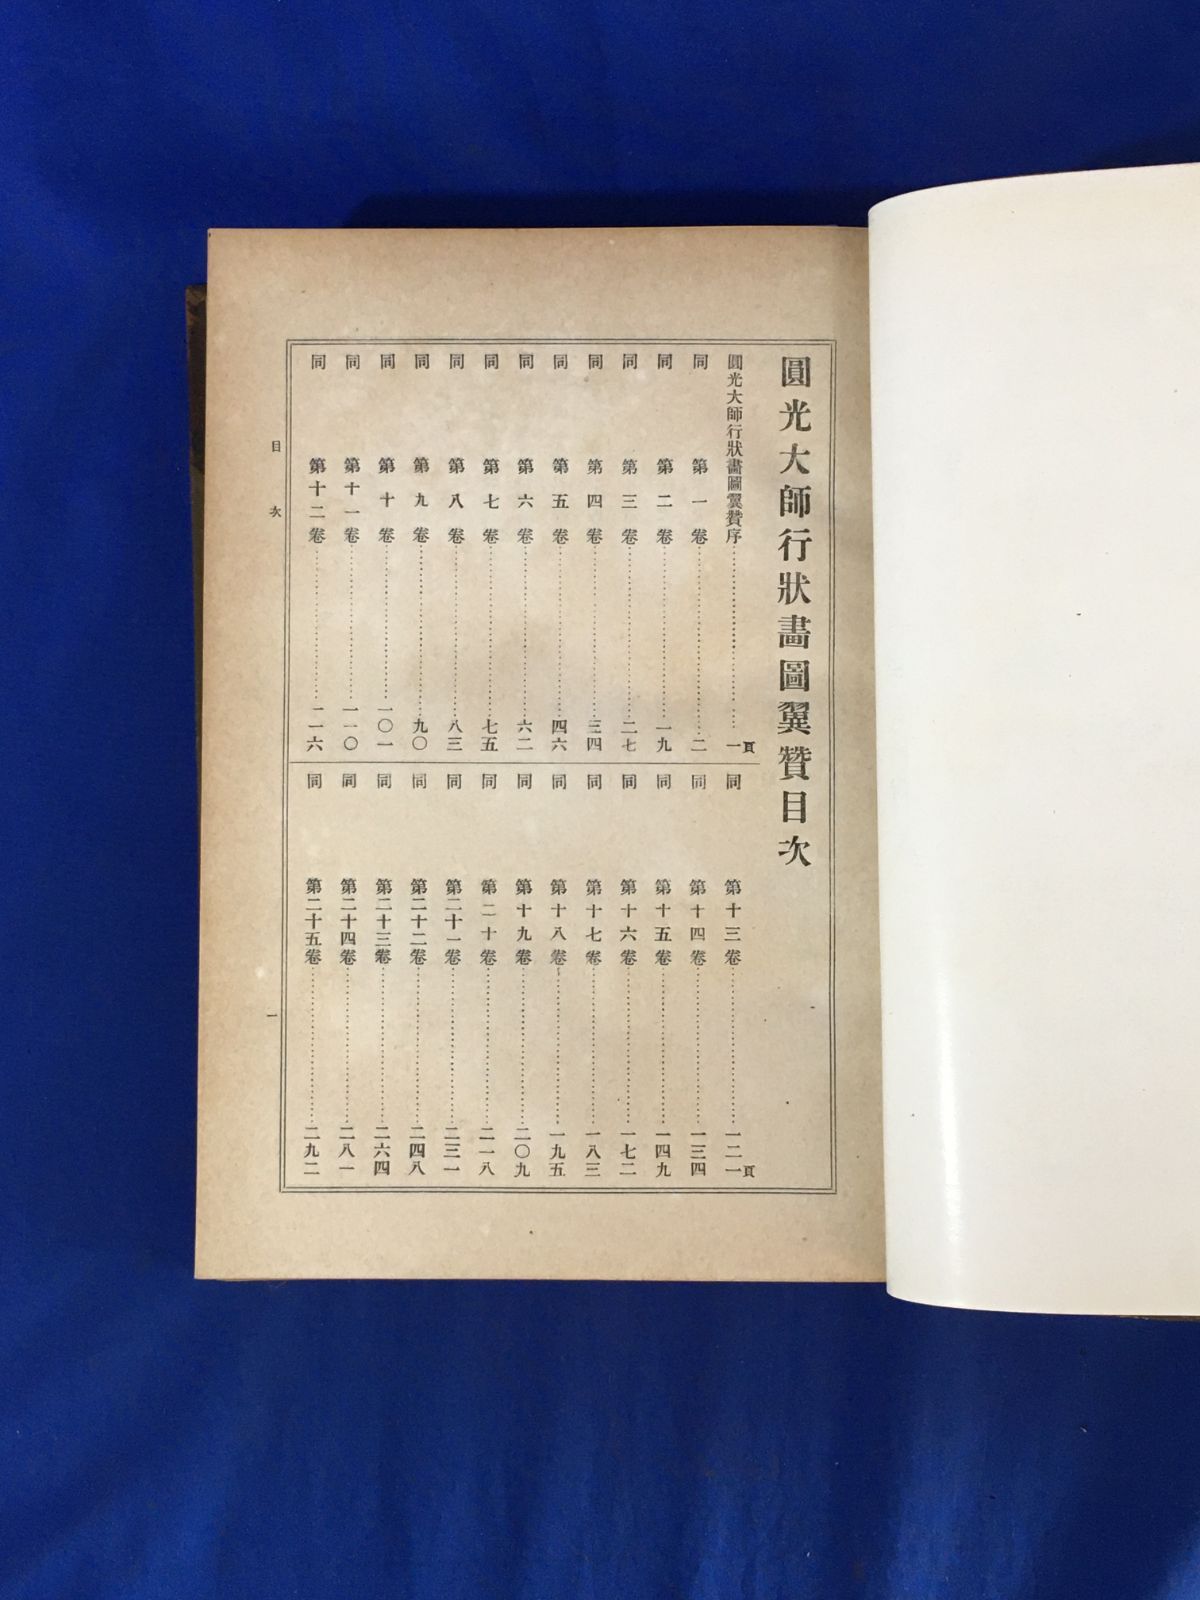 圓光大師行狀畫圖翼贊目次
圓光大師行狀畫圖翼贊序………一頁
同 第一卷………二
同 第二卷………一九
同 第三卷………二七
同 第四卷………三四
同 第五卷………四六
同 第六卷………六二
同 第七卷………七五
同 第八卷………八三
同 第九卷………九〇
同 第十卷………一〇一
同 第十一卷………一一〇
同 第十二卷………二一六
同 第十三卷………一二一頁
同 第十四卷………一三四
同 第十五卷………一四九
同 第十六卷………一七二
同 第十七卷………一八三
同 第十八卷………一九五
同 第十九卷………二〇九
同 第二十卷………二一八
同 第二十一卷………二三一
同 第二十二卷………二四八
同 第二十三卷………二六四
同 第二十四卷………二八一
同 第二十五卷………二九二
目次 一